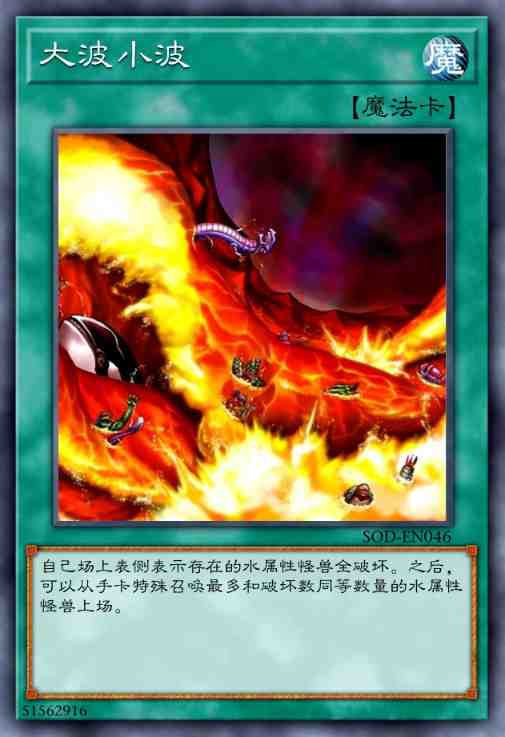 大波小波
魔
【魔法卡】
SOD-EN046
自己场上表侧表示存在的水属性怪兽全破坏。之后，
可以从手卡特殊召唤最多和破坏数同等数量的水属性
怪兽上场。
51562916